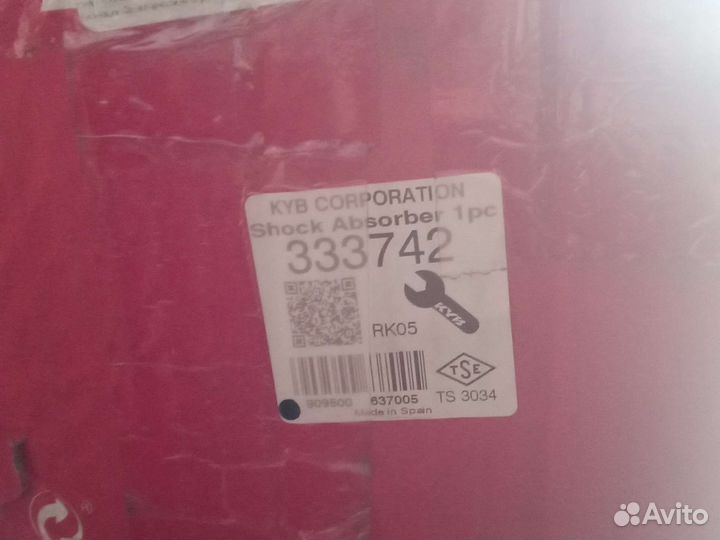 KYB CORPORATION
Shock Absorber 1pc
333742
KYB
RK05
TSE
909500 637005 TS 3034
Made in Spain
®
Avito